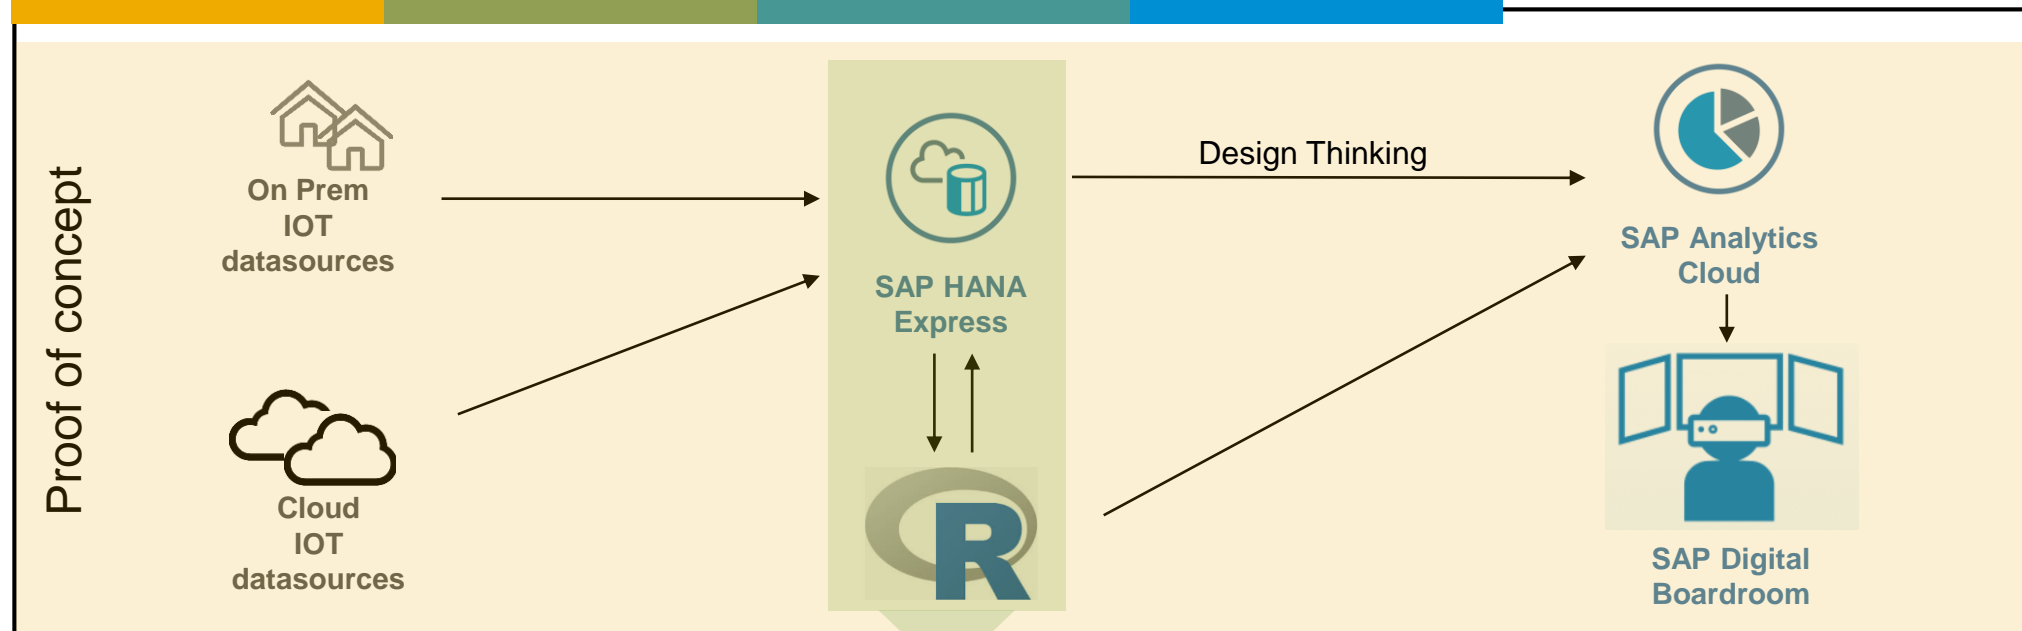 Proof of concept
On Prem
IOT
datasources
Cloud
IOT
datasources
SAP HANA
Express
R
Design Thinking
SAP Analytics
Cloud
SAP Digital
Boardroom